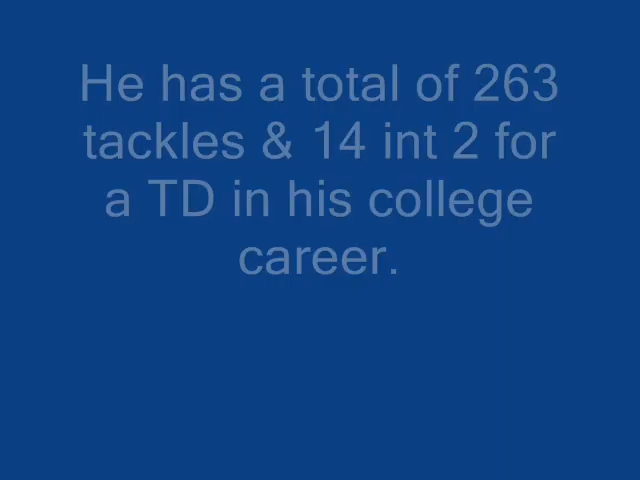 He has a total of 263
tackles & 14 int 2 for
a TD in his college
career.